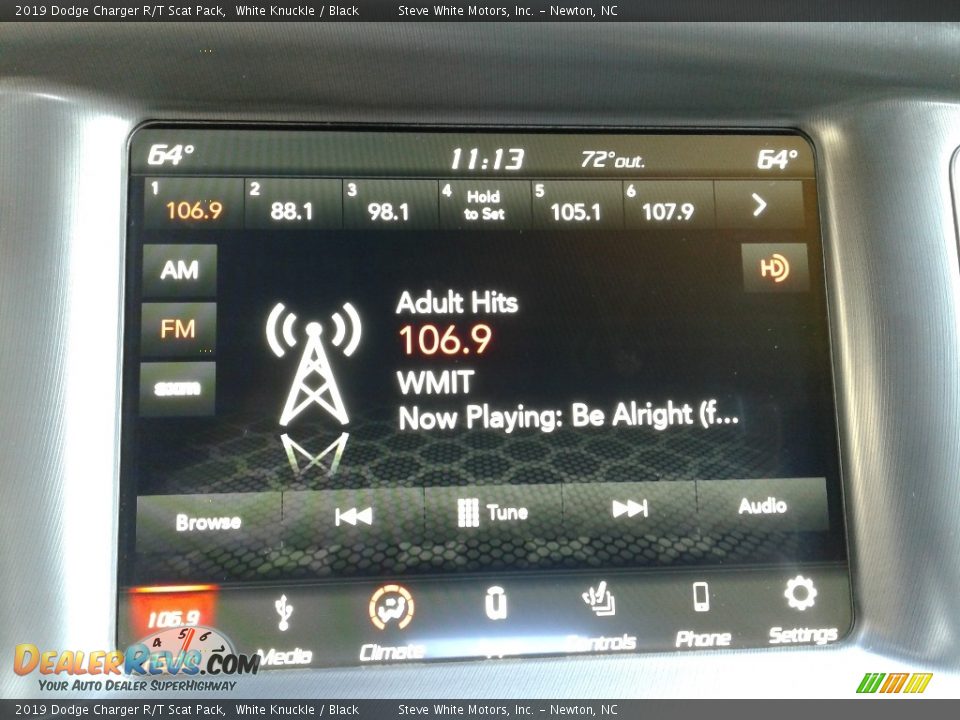 2019 Dodge Charger R/T Scat Pack, White Knuckle / Black Steve White Motors, Inc. – Newton, NC
64° 11:13 72°out. 64°
1 106.9 2 88.1 3 98.1 4 Hold to Set 5 105.1 6 107.9
AM
HD
FM
Adult Hits
106.9
WMIT
Now Playing: Be Alright (f...
Browse Tune Audio
106.9
Media Climate Controls Phone Settings
4 5 6
DealerRevs.com
Your Auto Dealer SuperHighway
2019 Dodge Charger R/T Scat Pack, White Knuckle / Black Steve White Motors, Inc. – Newton, NC